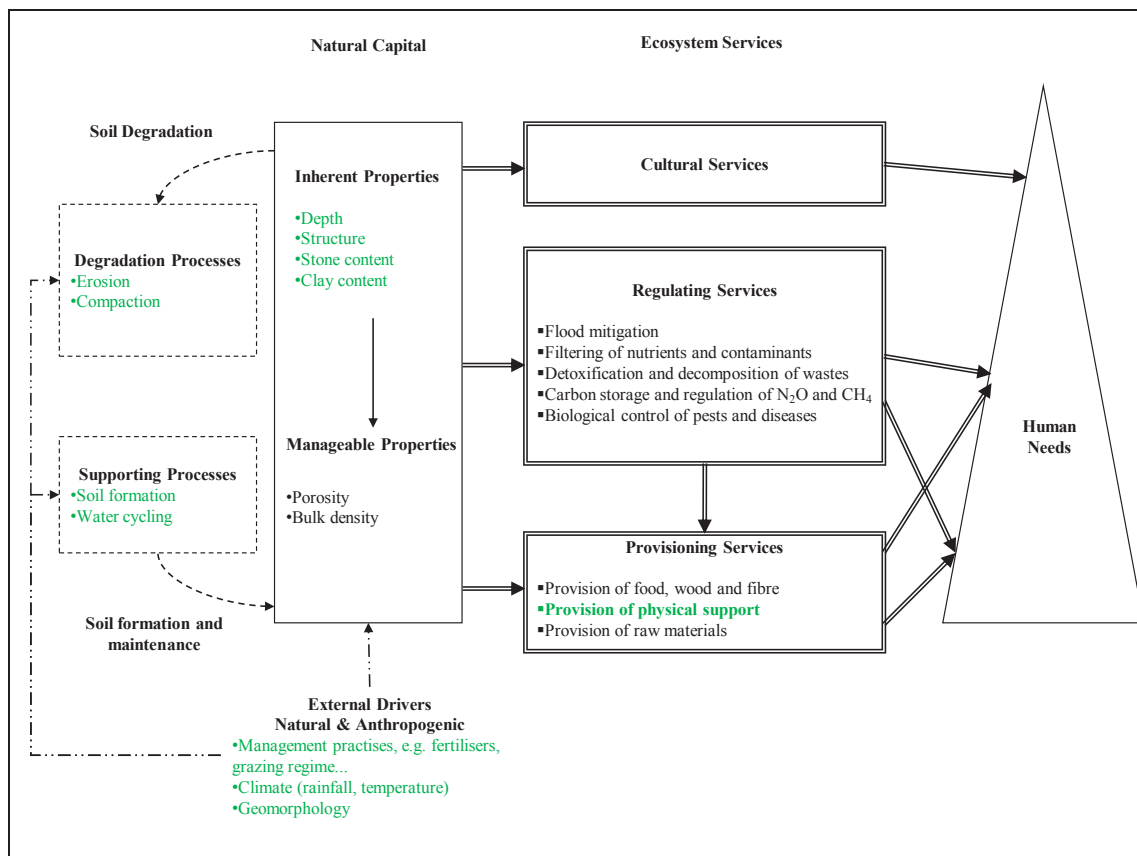 Natural Capital
Ecosystem Services
Soil Degradation
Degradation Processes
•Erosion
•Compaction
Supporting Processes
•Soil formation
•Water cycling
Soil formation and
maintenance
Inherent Properties
•Depth
•Structure
•Stone content
•Clay content
Manageable Properties
•Porosity
•Bulk density
Cultural Services
Regulating Services
▪Flood mitigation
▪Filtering of nutrients and contaminants
▪Detoxification and decomposition of wastes
▪Carbon storage and regulation of N₂O and CH₄
▪Biological control of pests and diseases
Provisioning Services
▪Provision of food, wood and fibre
▪Provision of physical support
▪Provision of raw materials
Human
Needs
External Drivers
Natural & Anthropogenic
•Management practises, e.g. fertilisers,
grazing regime...
•Climate (rainfall, temperature)
•Geomorphology